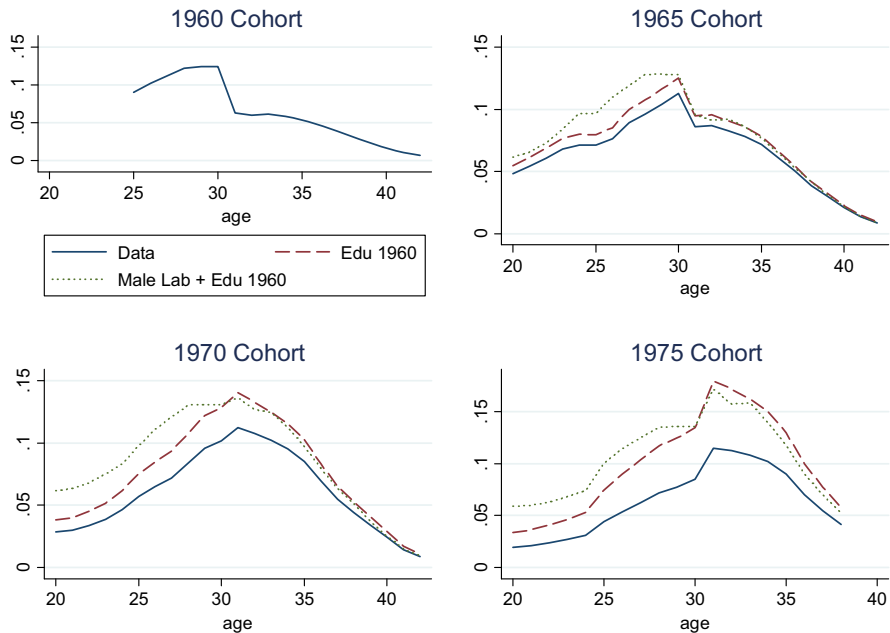 1960 Cohort
.15
.1
.05
0
20 25 30 35 40
age
Data
Edu 1960
Male Lab + Edu 1960
1965 Cohort
.15
.1
.05
0
20 25 30 35 40
age
1970 Cohort
.15
.1
.05
0
20 25 30 35 40
age
1975 Cohort
.15
.1
.05
0
20 25 30 35 40
age